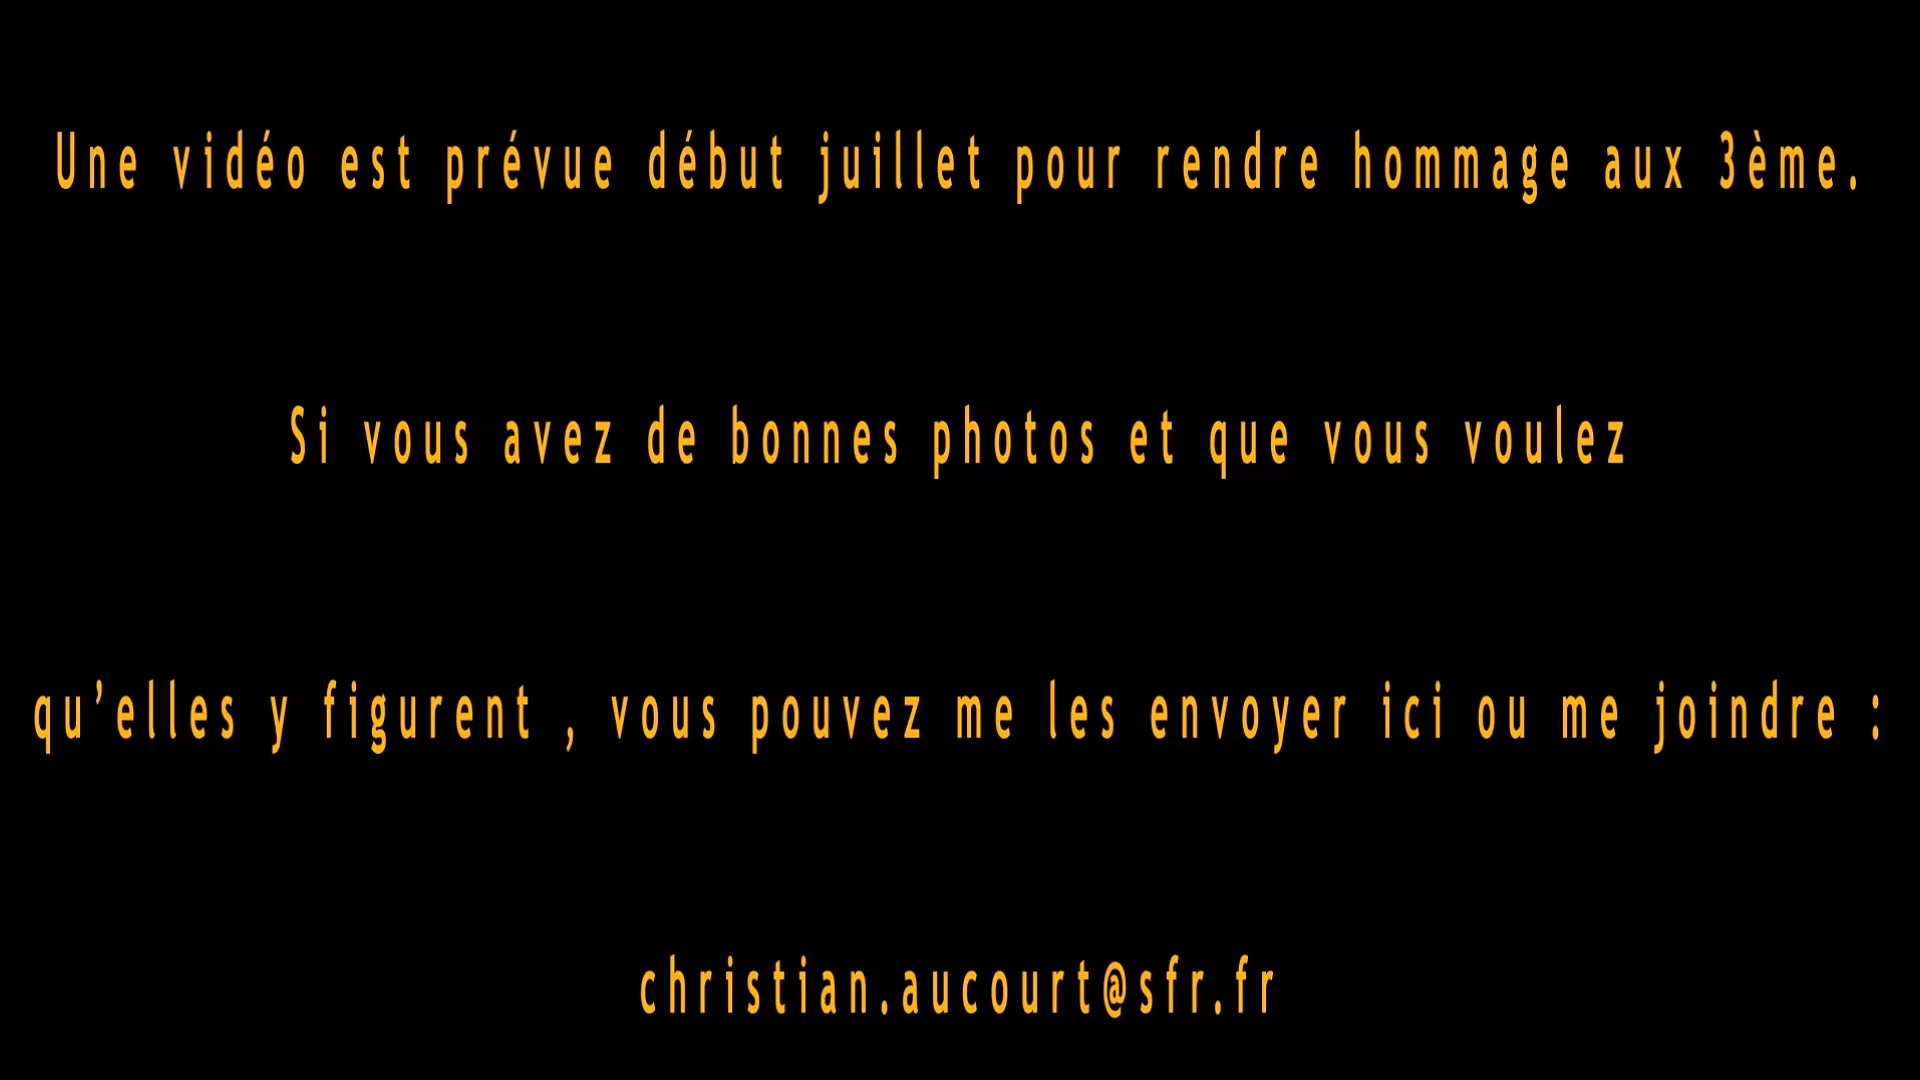 Une vidéo est prévue début juillet pour rendre hommage aux 3ème.
Si vous avez de bonnes photos et que vous voulez
qu’elles y figurent , vous pouvez me les envoyer ici ou me joindre :
christian.aucourt@sfr.fr